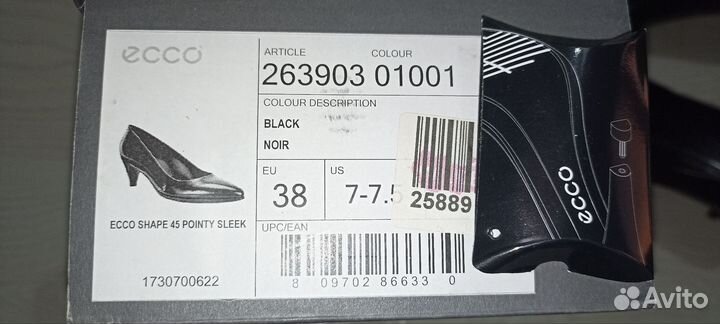 ecco
ARTICLE COLOUR
263903 01001
COLOUR DESCRIPTION
BLACK
NOIR
EU US
38 7-7.5
25889
ECCO SHAPE 45 POINTY SLEEK
UPC/EAN
1730700622
8 09702 86633 0
ecco
Avito